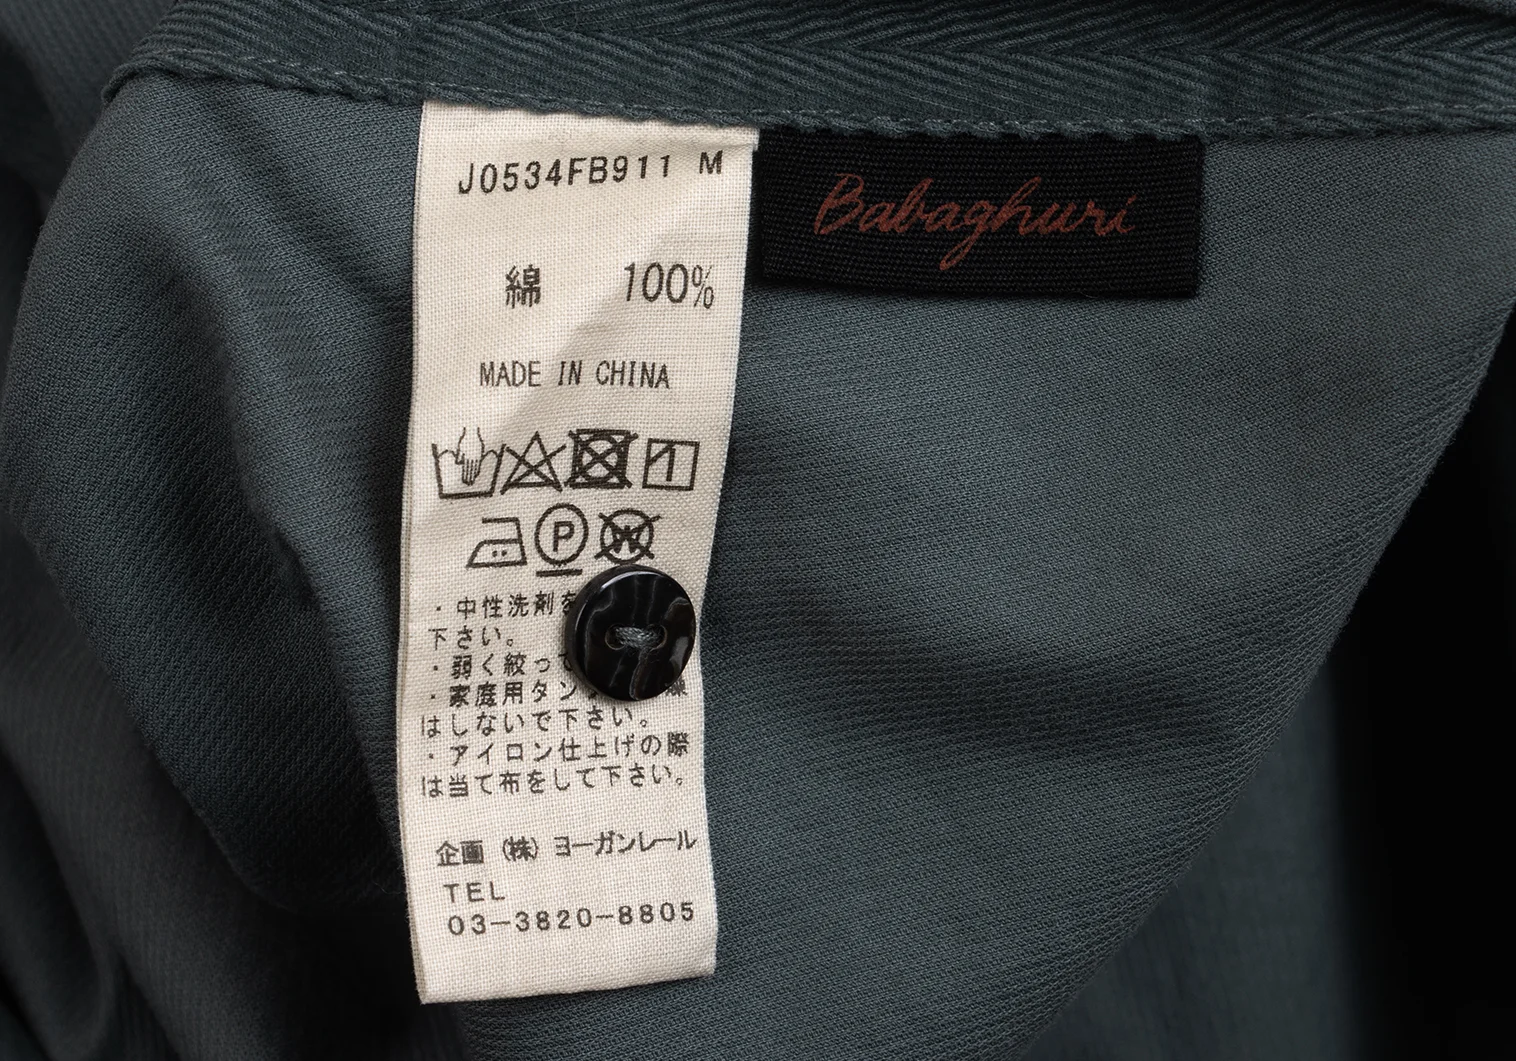 J0534FB911 M
Babaghuri
綿 100%
MADE IN CHINA
P
W
・中性洗剤を
下さい。
・弱く絞って
・家庭用タン
はしないで下さい。
・アイロン仕上げの際
は当て布をして下さい。
企画 (株) ヨーガンレール
TEL
03-3820-8805